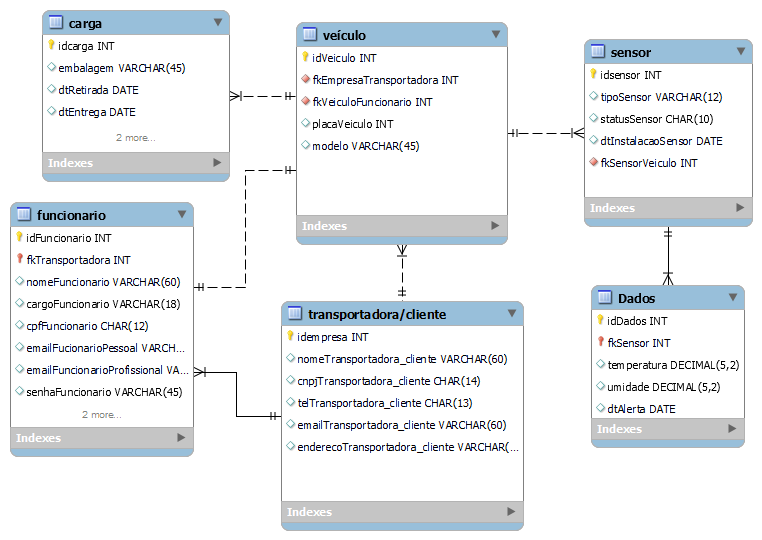 carga
idcarga INT
embalagem VARCHAR(45)
dtRetirada DATE
dtEntrega DATE
2 more...
Indexes
veículo
idVeiculo INT
fkEmpresaTransportadora INT
fkVeiculoFuncionario INT
placaVeiculo INT
modelo VARCHAR(45)
Indexes
sensor
idsensor INT
tipoSensor VARCHAR(12)
statusSensor CHAR(10)
dtInstalacaoSensor DATE
fkSensorVeiculo INT
Indexes
funcionario
idFuncionario INT
fkTransportadora INT
nomeFuncionario VARCHAR(60)
cargoFuncionario VARCHAR(18)
cpfFuncionario CHAR(12)
emailFucionarioPessoal VARCH...
emailFuncionarioProfissional VA...
senhaFuncionario VARCHAR(45)
2 more...
Indexes
transportadora/cliente
idempresa INT
nomeTransportadora_cliente VARCHAR(60)
cnpjTransportadora_cliente CHAR(14)
telTransportadora_cliente CHAR(13)
emailTransportadora_cliente VARCHAR(60)
enderecoTransportadora_cliente VARCHAR(...
Indexes
Dados
idDados INT
fkSensor INT
temperatura DECIMAL(5,2)
umidade DECIMAL(5,2)
dtAlerta DATE
Indexes